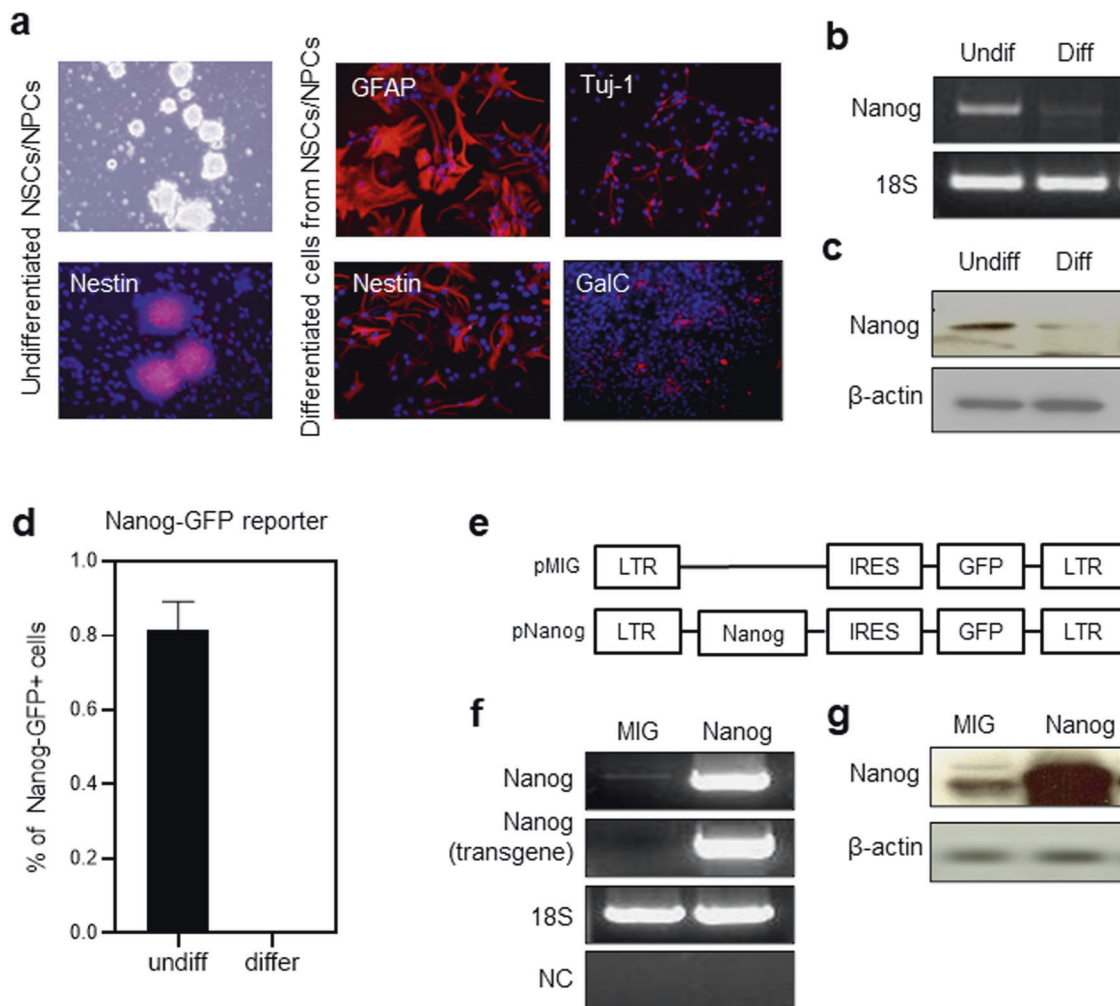 a
Undifferentiated NSCs/NPCs
Nestin
Differentiated cells from NSCs/NPCs
GFAP
Tuj-1
Nestin
GalC
b
Undif Diff
Nanog
18S
c
Undiff Diff
Nanog
β-actin
d
Nanog-GFP reporter
% of Nanog-GFP+ cells
1.0
0.8
0.6
0.4
0.2
0.0
undiff differ
e
pMIG LTR IRES GFP LTR
pNanog LTR Nanog IRES GFP LTR
f
MIG Nanog
Nanog
Nanog
(transgene)
18S
NC
g
MIG Nanog
Nanog
β-actin